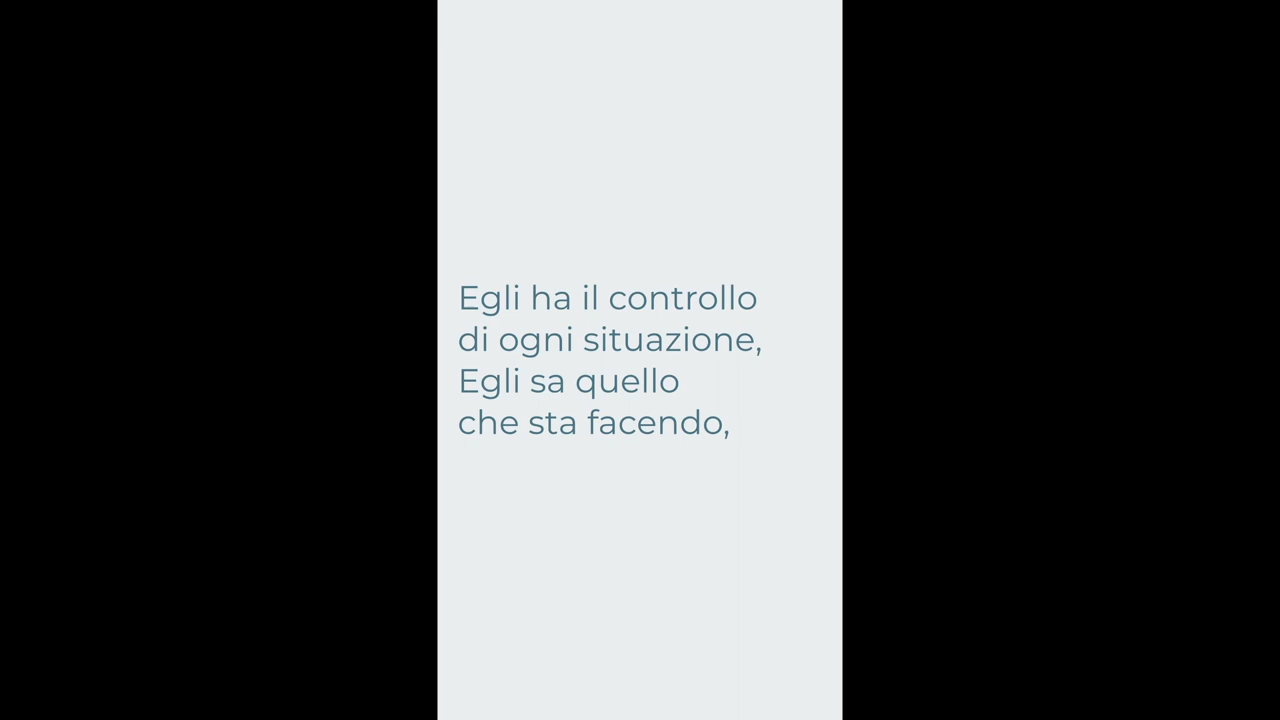 Egli ha il controllo
di ogni situazione,
Egli sa quello
che sta facendo,